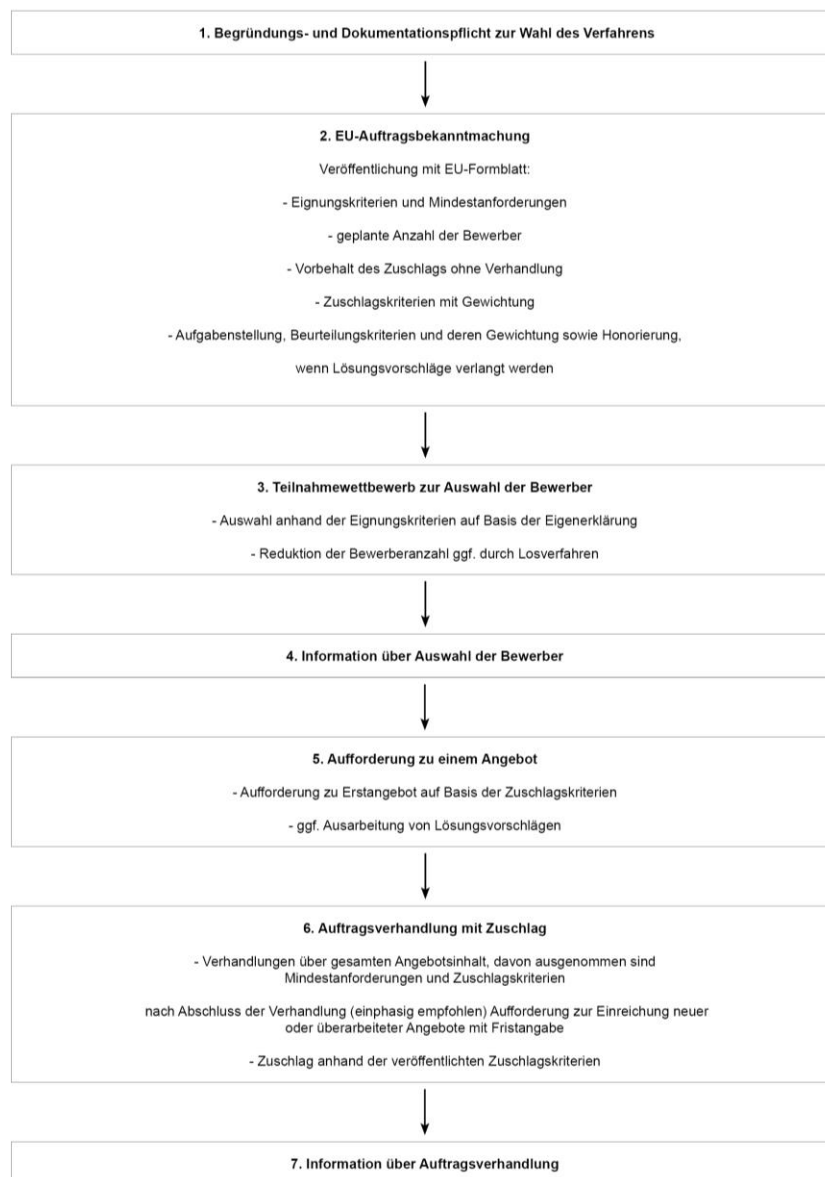 1. Begründungs- und Dokumentationspflicht zur Wahl des Verfahrens
2. EU-Auftragsbekanntmachung
Veröffentlichung mit EU-Formblatt:
- Eignungskriterien und Mindestanforderungen
- geplante Anzahl der Bewerber
- Vorbehalt des Zuschlags ohne Verhandlung
- Zuschlagskriterien mit Gewichtung
- Aufgabenstellung, Beurteilungskriterien und deren Gewichtung sowie Honorierung,
wenn Lösungsvorschläge verlangt werden
3. Teilnahmewettbewerb zur Auswahl der Bewerber
- Auswahl anhand der Eignungskriterien auf Basis der Eigenerklärung
- Reduktion der Bewerberanzahl ggf. durch Losverfahren
4. Information über Auswahl der Bewerber
5. Aufforderung zu einem Angebot
- Aufforderung zu Erstangebot auf Basis der Zuschlagskriterien
- ggf. Ausarbeitung von Lösungsvorschlägen
6. Auftragsverhandlung mit Zuschlag
- Verhandlungen über gesamten Angebotsinhalt, davon ausgenommen sind
Mindestanforderungen und Zuschlagskriterien
nach Abschluss der Verhandlung (einphasig empfohlen) Aufforderung zur Einreichung neuer
oder überarbeiteter Angebote mit Fristangabe
- Zuschlag anhand der veröffentlichten Zuschlagskriterien
7. Information über Auftragsverhandlung